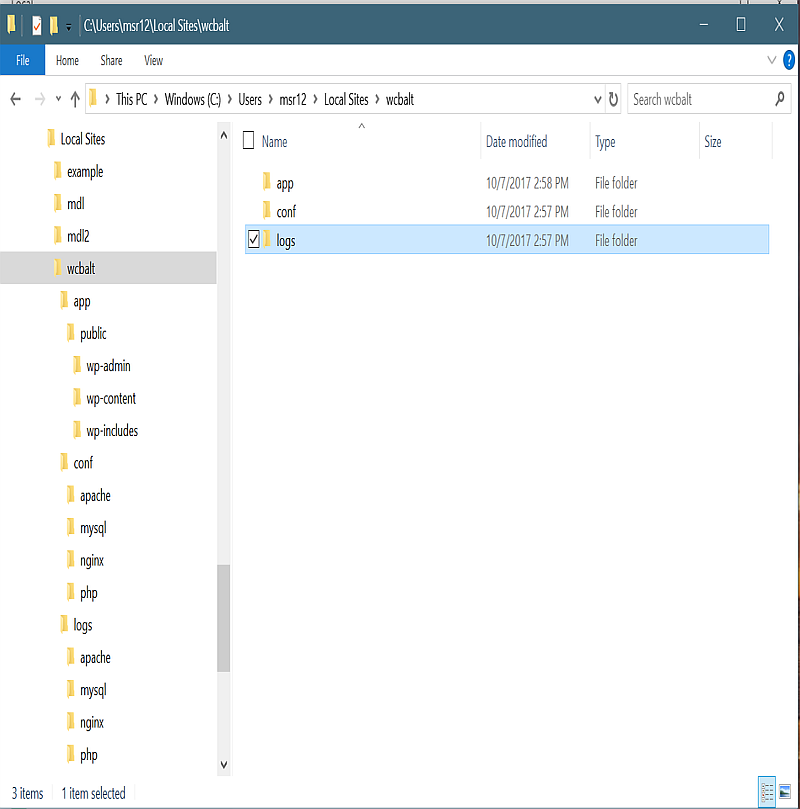 Local
C:\Users\msr12\Local Sites\wcbalt
File Home Share View
This PC Windows (C:) Users msr12 Local Sites wcbalt
Search wcbalt
Local Sites
example
mdl
mdl2
wcbalt
app
public
wp-admin
wp-content
wp-includes
conf
apache
mysql
nginx
php
logs
apache
mysql
nginx
php
Name Date modified Type Size
app 10/7/2017 2:58 PM File folder
conf 10/7/2017 2:57 PM File folder
logs 10/7/2017 2:57 PM File folder
3 items 1 item selected